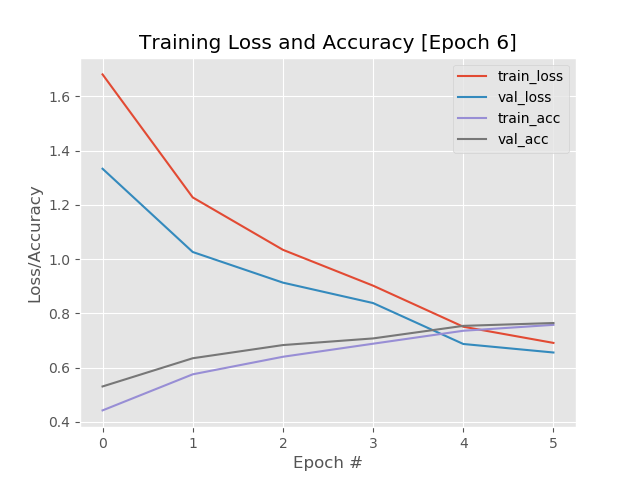 Training Loss and Accuracy [Epoch 6]
train_loss
val_loss
train_acc
val_acc
Loss/Accuracy
1.6
1.4
1.2
1.0
0.8
0.6
0.4
0
1
2
3
4
5
Epoch #